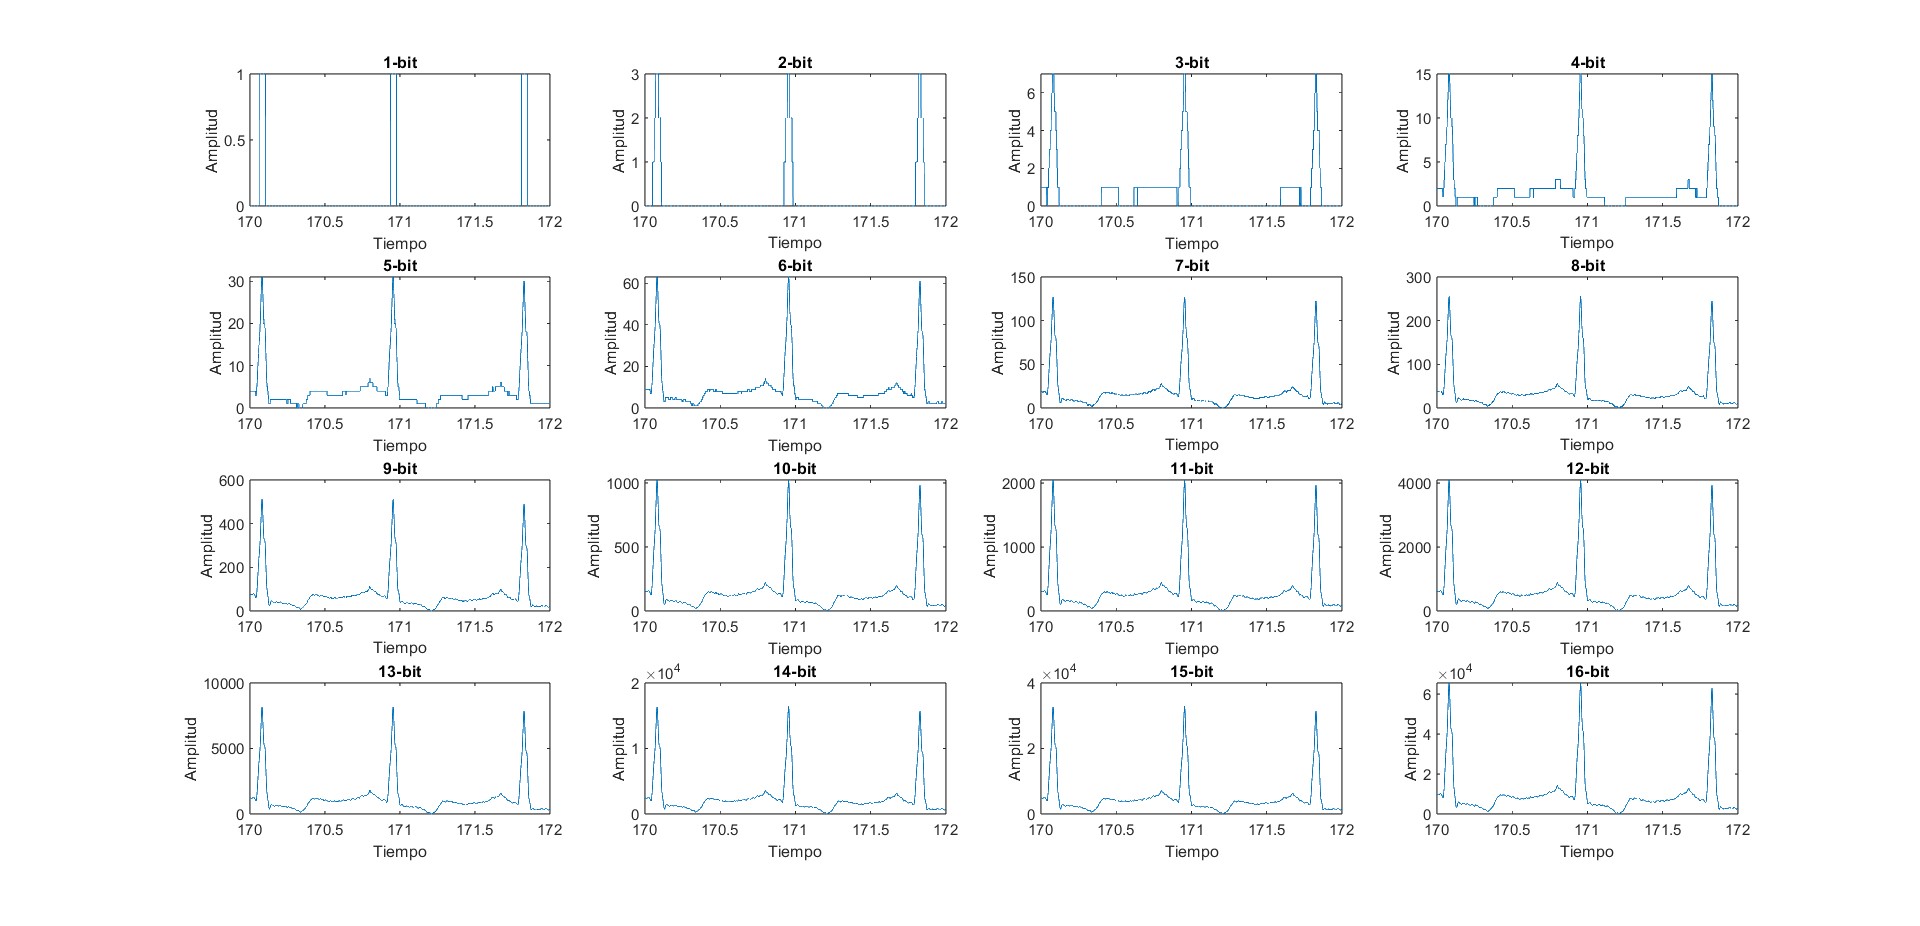 1-bit
1
0.5
0
Amplitud
170 170.5 171 171.5 172
Tiempo
2-bit
3
2
1
0
Amplitud
170 170.5 171 171.5 172
Tiempo
3-bit
6
4
2
0
Amplitud
170 170.5 171 171.5 172
Tiempo
4-bit
15
10
5
0
Amplitud
170 170.5 171 171.5 172
Tiempo
5-bit
30
20
10
0
Amplitud
170 170.5 171 171.5 172
Tiempo
6-bit
60
40
20
0
Amplitud
170 170.5 171 171.5 172
Tiempo
7-bit
150
100
50
0
Amplitud
170 170.5 171 171.5 172
Tiempo
8-bit
300
200
100
0
Amplitud
170 170.5 171 171.5 172
Tiempo
9-bit
600
400
200
0
Amplitud
170 170.5 171 171.5 172
Tiempo
10-bit
1000
500
0
Amplitud
170 170.5 171 171.5 172
Tiempo
11-bit
2000
1000
0
Amplitud
170 170.5 171 171.5 172
Tiempo
12-bit
4000
2000
0
Amplitud
170 170.5 171 171.5 172
Tiempo
13-bit
10000
5000
0
Amplitud
170 170.5 171 171.5 172
Tiempo
14-bit
×10⁴
2
1
0
Amplitud
170 170.5 171 171.5 172
Tiempo
15-bit
×10⁴
4
2
0
Amplitud
170 170.5 171 171.5 172
Tiempo
16-bit
×10⁴
6
4
2
0
Amplitud
170 170.5 171 171.5 172
Tiempo